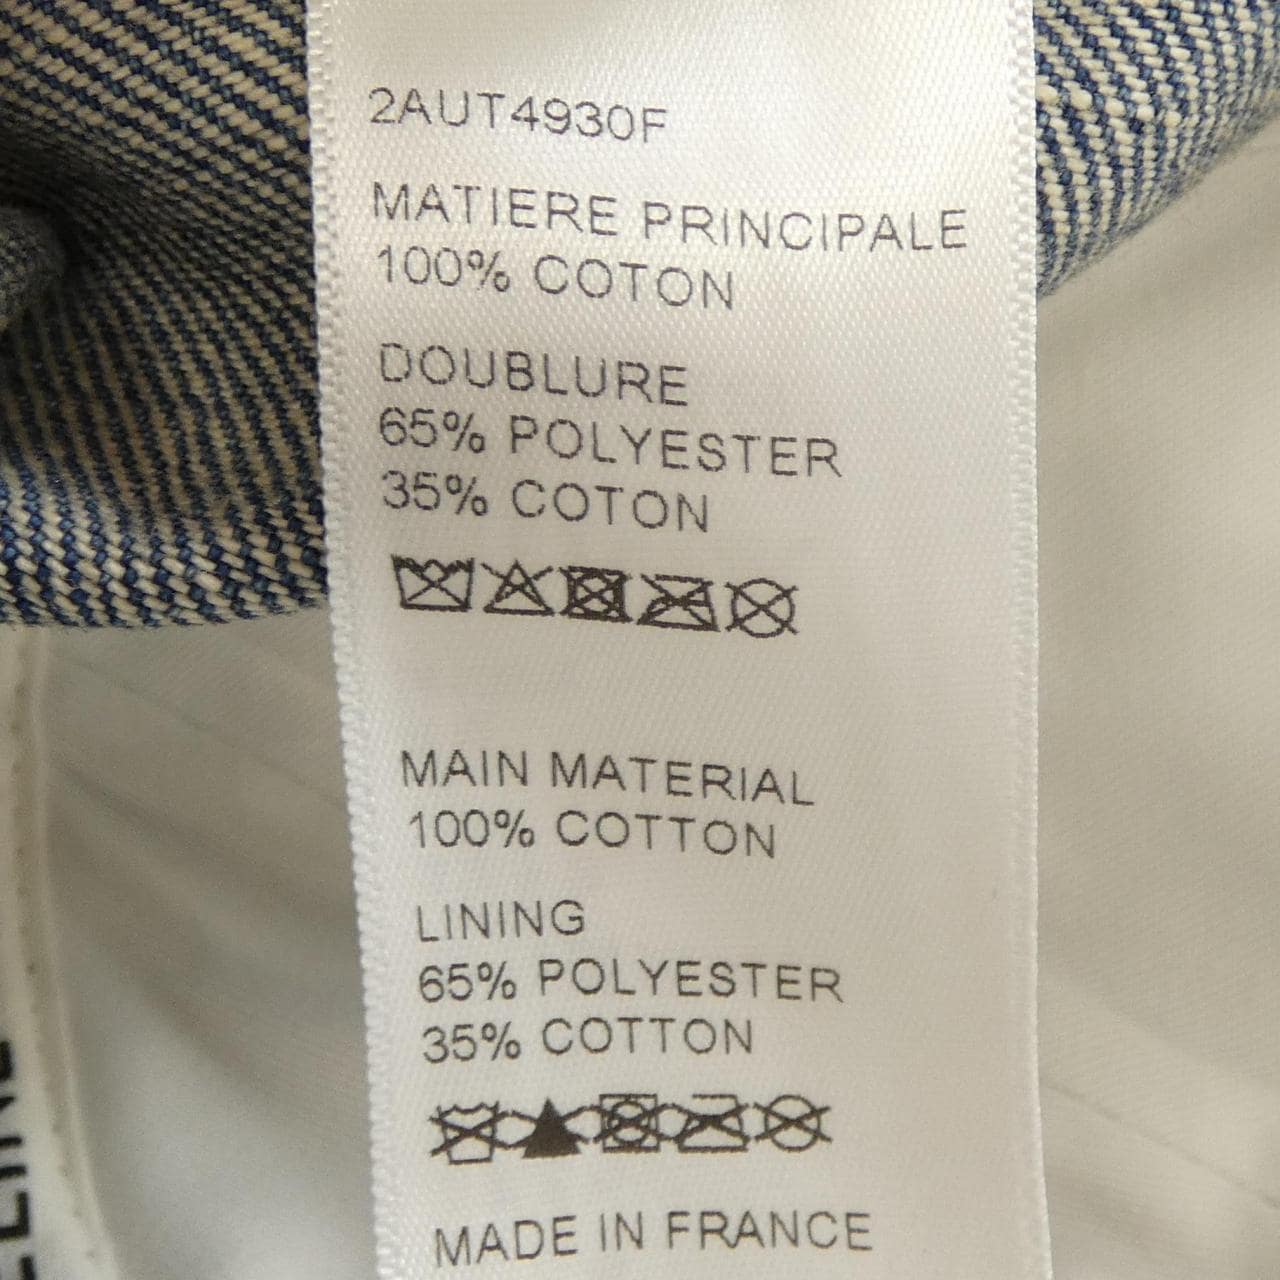 2AUT4930F
MATIERE PRINCIPALE
100% COTON
DOUBLURE
65% POLYESTER
35% COTON
MAIN MATERIAL
100% COTTON
LINING
65% POLYESTER
35% COTTON
MADE IN FRANCE